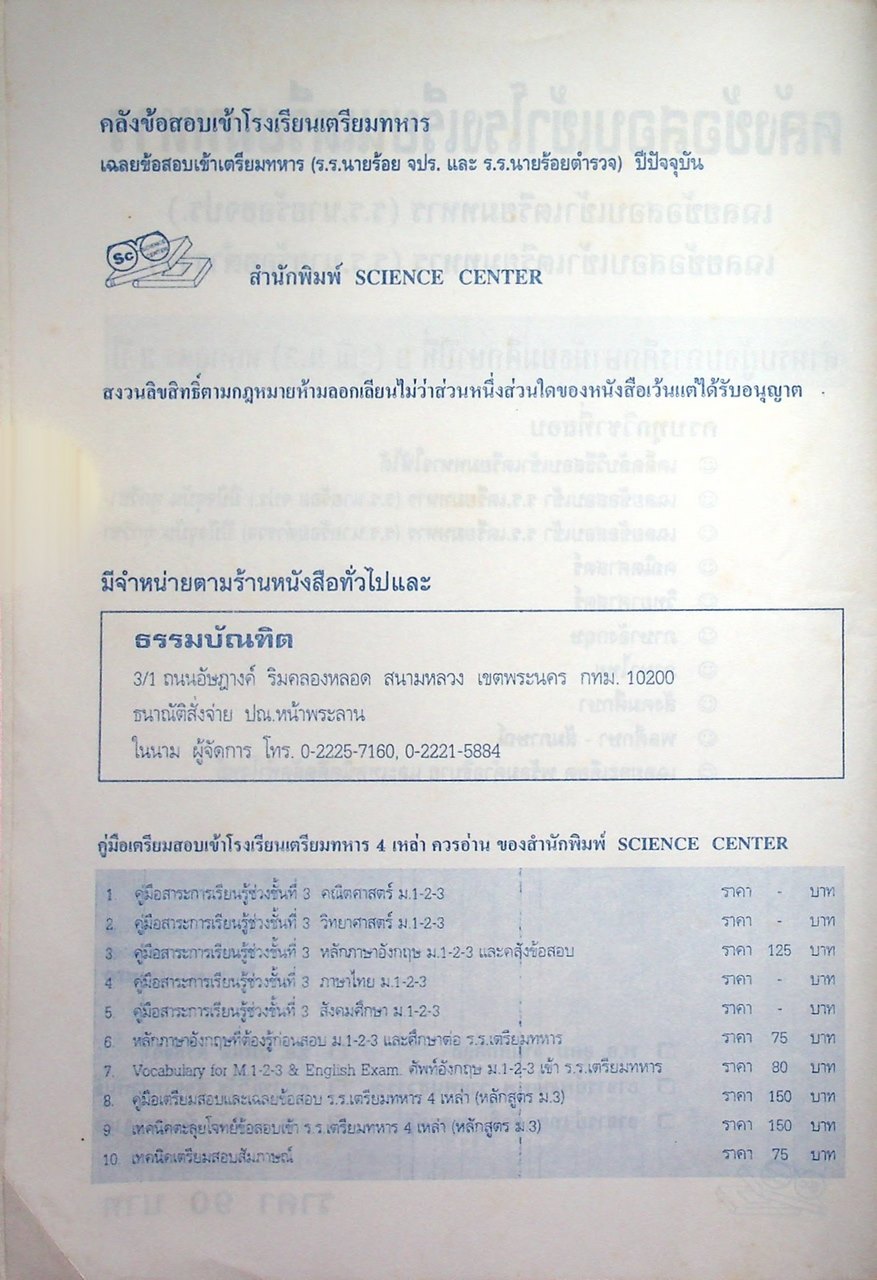 คลังข้อสอบเข้าโรงเรียนเตรียมทหาร
เฉลยข้อสอบเข้าเตรียมทหาร (ร.ร.นายร้อย จปร. และ ร.ร.นายร้อยตำรวจ) ปีปัจจุบัน
Sc SCIENCE CENTER
สำนักพิมพ์ SCIENCE CENTER
สงวนลิขสิทธิ์ตามกฎหมายห้ามลอกเลียนไม่ว่าส่วนหนึ่งส่วนใดของหนังสือเว้นแต่ได้รับอนุญาต
มีจำหน่ายตามร้านหนังสือทั่วไปและ
ธรรมบัณฑิต
3/1 ถนนอัษฎางค์ ริมคลองหลอด สนามหลวง เขตพระนคร กทม. 10200
ธนาณัติสั่งจ่าย ปณ.หน้าพระลาน
ในนาม ผู้จัดการ โทร. 0-2225-7160, 0-2221-5884
คู่มือเตรียมสอบเข้าโรงเรียนเตรียมทหาร 4 เหล่า ควรอ่าน ของสำนักพิมพ์ SCIENCE CENTER
1. คู่มือสาระการเรียนรู้ช่วงชั้นที่ 3 คณิตศาสตร์ ม.1-2-3 ราคา - บาท
2. คู่มือสาระการเรียนรู้ช่วงชั้นที่ 3 วิทยาศาสตร์ ม.1-2-3 ราคา - บาท
3. คู่มือสาระการเรียนรู้ช่วงชั้นที่ 3 หลักภาษาอังกฤษ ม.1-2-3 และคลังข้อสอบ ราคา 125 บาท
4. คู่มือสาระการเรียนรู้ช่วงชั้นที่ 3 ภาษาไทย ม.1-2-3 ราคา - บาท
5. คู่มือสาระการเรียนรู้ช่วงชั้นที่ 3 สังคมศึกษา ม.1-2-3 ราคา - บาท
6. หลักภาษาอังกฤษที่ต้องรู้ก่อนสอบ ม.1-2-3 และศึกษาต่อ ร.ร.เตรียมทหาร ราคา 75 บาท
7. Vocabulary for M.1-2-3 & English Exam. ศัพท์อังกฤษ ม.1-2-3 เข้า ร.ร.เตรียมทหาร ราคา 80 บาท
8. คู่มือเตรียมสอบและเฉลยข้อสอบ ร.ร.เตรียมทหาร 4 เหล่า (หลักสูตร ม.3) ราคา 150 บาท
9. เทคนิคตะลุยโจทย์ข้อสอบเข้า ร.ร.เตรียมทหาร 4 เหล่า (หลักสูตร ม.3) ราคา 150 บาท
10. เทคนิคเตรียมสอบสัมภาษณ์ ราคา 75 บาท